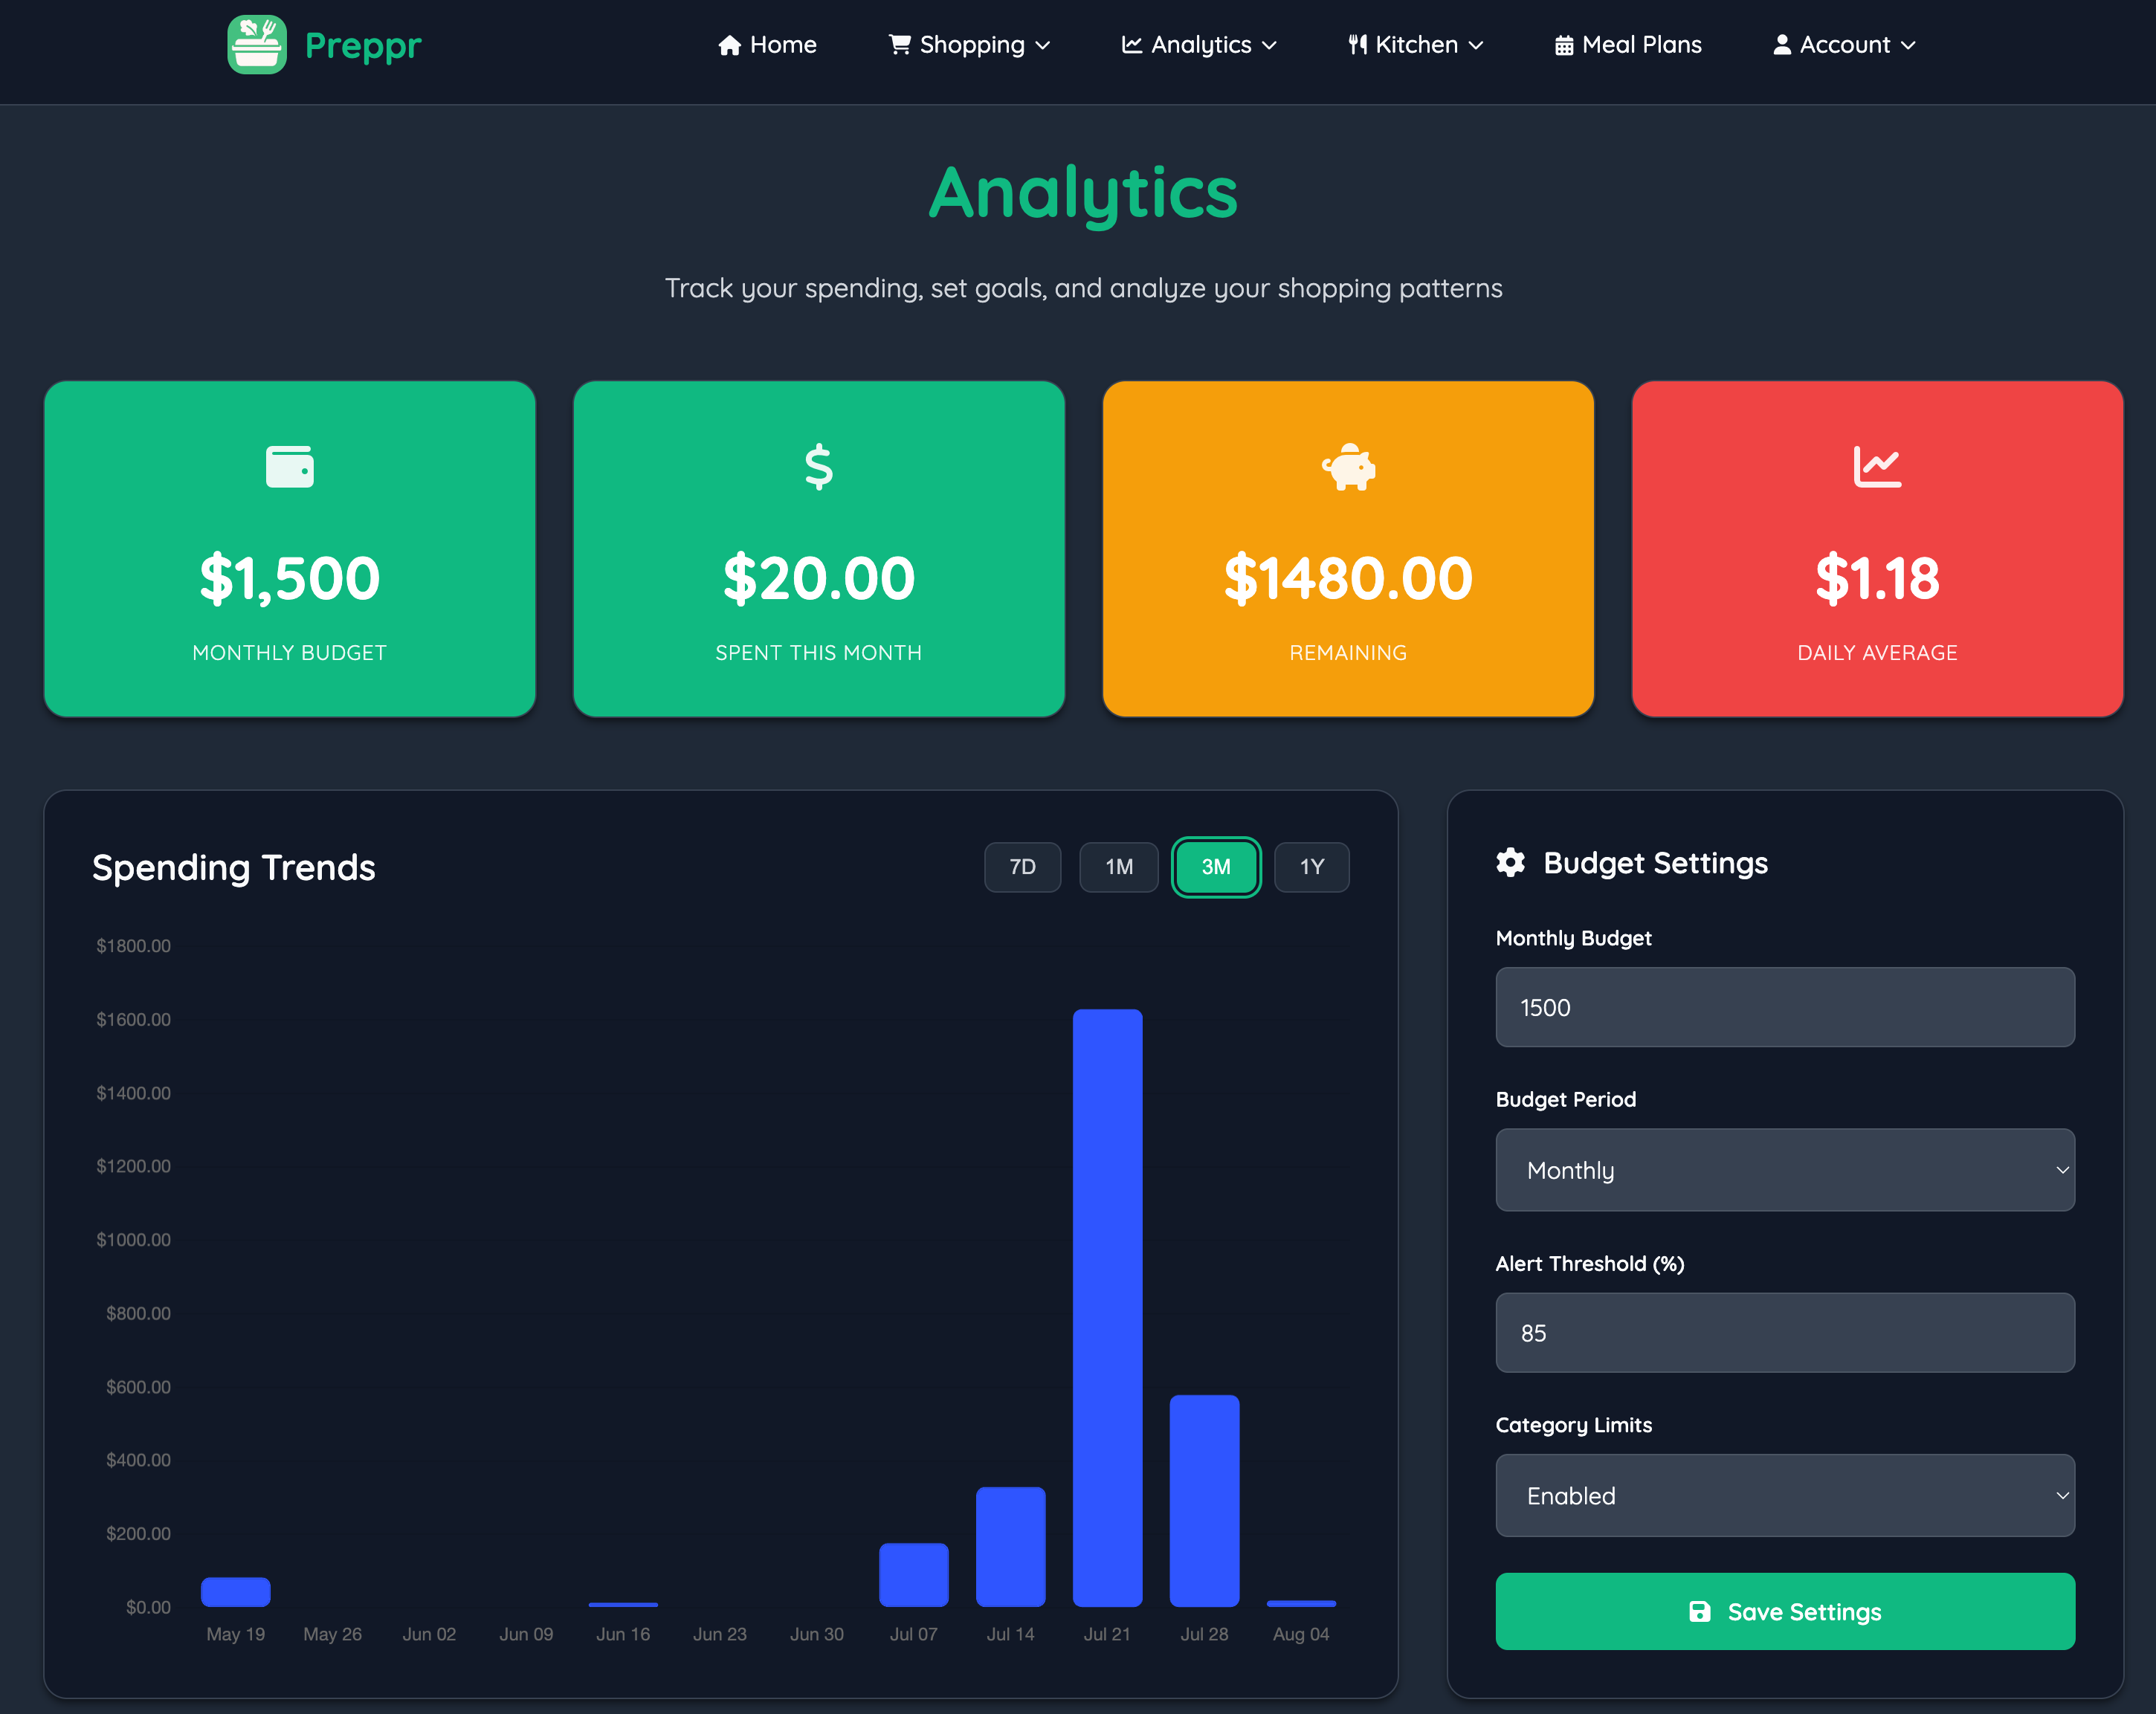 Preppr
Home Shopping Analytics Kitchen Meal Plans Account
Analytics
Track your spending, set goals, and analyze your shopping patterns
$1,500
MONTHLY BUDGET
$20.00
SPENT THIS MONTH
$1480.00
REMAINING
$1.18
DAILY AVERAGE
Spending Trends
7D 1M 3M 1Y
$1800.00
$1600.00
$1400.00
$1200.00
$1000.00
$800.00
$600.00
$400.00
$200.00
$0.00
May 19 May 26 Jun 02 Jun 09 Jun 16 Jun 23 Jun 30 Jul 07 Jul 14 Jul 21 Jul 28 Aug 04
Budget Settings
Monthly Budget
1500
Budget Period
Monthly
Alert Threshold (%)
85
Category Limits
Enabled
Save Settings